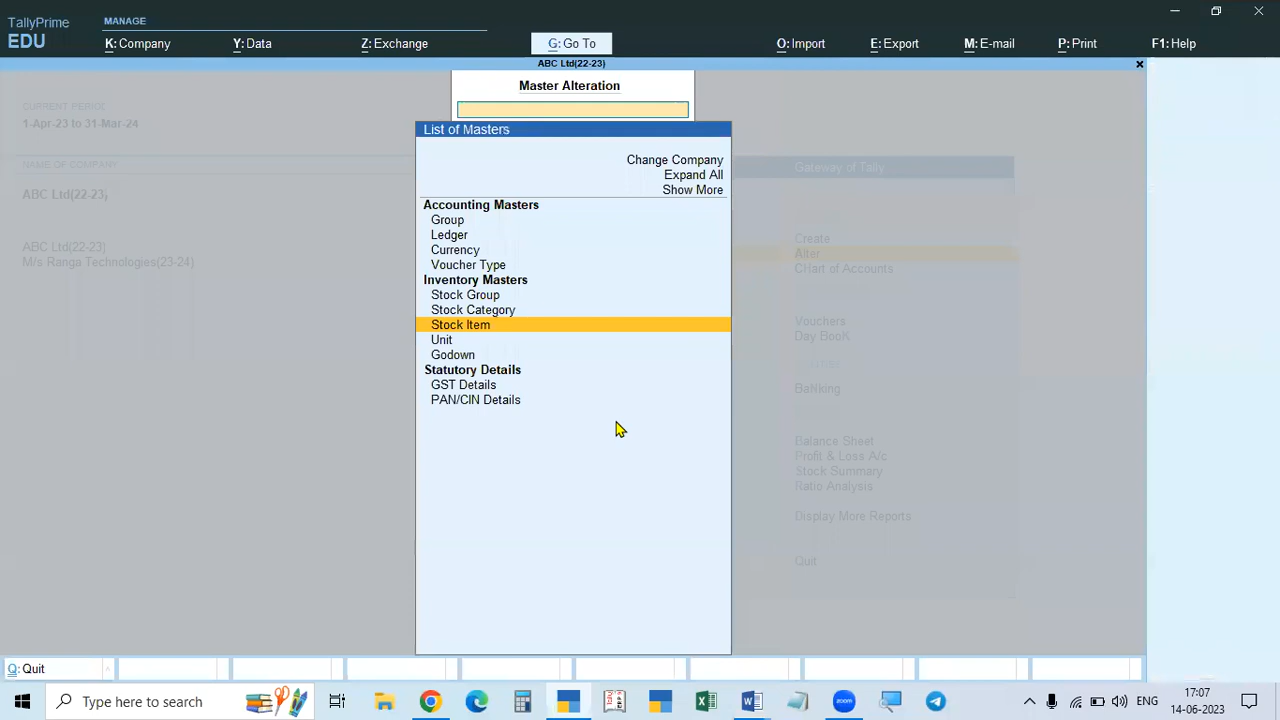 TallyPrime
EDU
MANAGE
K: Company
Y: Data
Z: Exchange
G: Go To
O: Import
E: Export
M: E-mail
P: Print
F1: Help
ABC Ltd(22-23)
CURRENT PERIOD
1-Apr-23 to 31-Mar-24
NAME OF COMPANY
ABC Ltd(22-23)
ABC Ltd(22-23)
M/s Ranga Technologies(23-24)
Master Alteration
List of Masters
Change Company
Expand All
Show More
Accounting Masters
Group
Ledger
Currency
Voucher Type
Inventory Masters
Stock Group
Stock Category
Stock Item
Unit
Godown
Statutory Details
GST Details
PAN/CIN Details
Gateway of Tally
Create
Alter
CHart of Accounts
Vouchers
Day BooK
BaNking
Balance Sheet
Profit & Loss A/c
Stock Summary
Ratio Analysis
Display More Reports
Quit
Q: Quit
Type here to search
zoom
ENG
17:07
14-06-2023